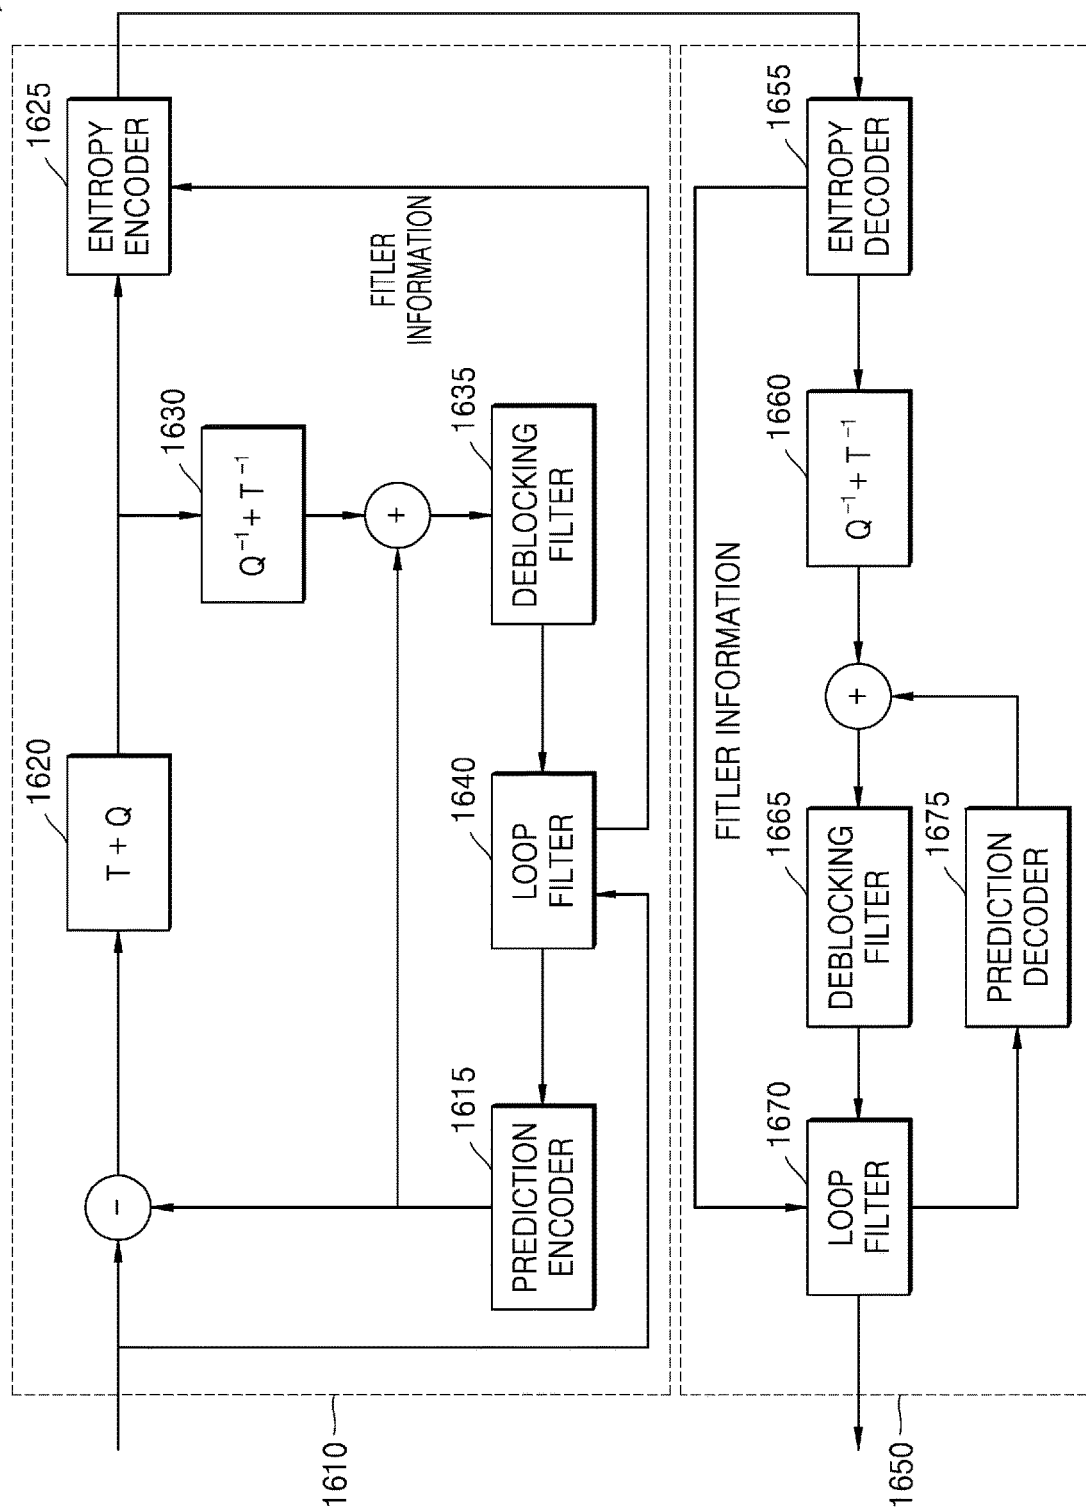 1610
1620
T + Q
1625
ENTROPY
ENCODER
1630
Q⁻¹ + T⁻¹
+
-
FITLER
INFORMATION
1615
PREDICTION
ENCODER
1640
LOOP
FILTER
1635
DEBLOCKING
FILTER
1650
FITLER INFORMATION
1670
LOOP
FILTER
1665
DEBLOCKING
FILTER
+
1660
Q⁻¹ + T⁻¹
1655
ENTROPY
DECODER
1675
PREDICTION
DECODER